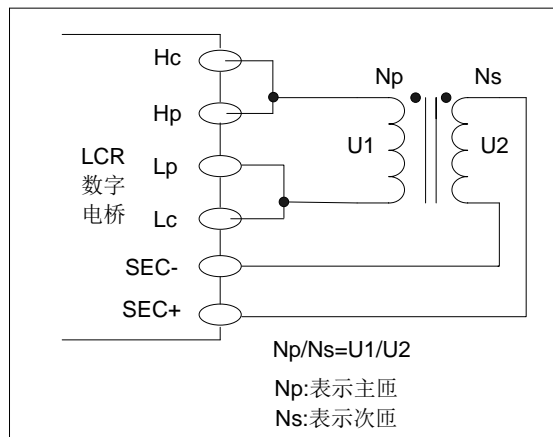 Hc
Np
Ns
Hp
U1
U2
LCR
数字
电桥
Lp
Lc
SEC-
SEC+
Np/Ns=U1/U2
Np:表示主匝
Ns:表示次匝